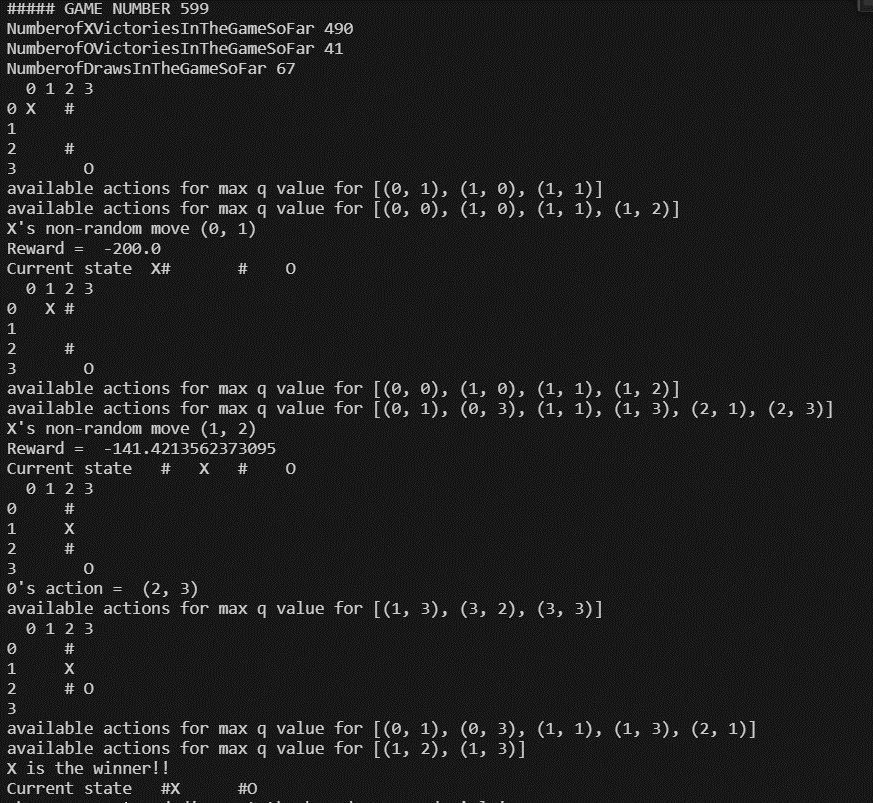 ##### GAME NUMBER 599
NumberofXVictoriesInTheGameSoFar 490
NumberofOVictoriesInTheGameSoFar 41
NumberofDrawsInTheGameSoFar 67
  0 1 2 3
0 X   #
1
2     #
3       O
available actions for max q value for [(0, 1), (1, 0), (1, 1)]
available actions for max q value for [(0, 0), (1, 0), (1, 1), (1, 2)]
X's non-random move (0, 1)
Reward =  -200.0
Current state  X#       #    O
  0 1 2 3
0   X #
1
2     #
3       O
available actions for max q value for [(0, 0), (1, 0), (1, 1), (1, 2)]
available actions for max q value for [(0, 1), (0, 3), (1, 1), (1, 3), (2, 1), (2, 3)]
X's non-random move (1, 2)
Reward =  -141.4213562373095
Current state   #   X   #    O
  0 1 2 3
0     #
1     X
2     #
3       O
0's action =  (2, 3)
available actions for max q value for [(1, 3), (3, 2), (3, 3)]
  0 1 2 3
0     #
1     X
2     # O
3
available actions for max q value for [(0, 1), (0, 3), (1, 1), (1, 3), (2, 1)]
available actions for max q value for [(1, 2), (1, 3)]
X is the winner!!
Current state   #X      #O